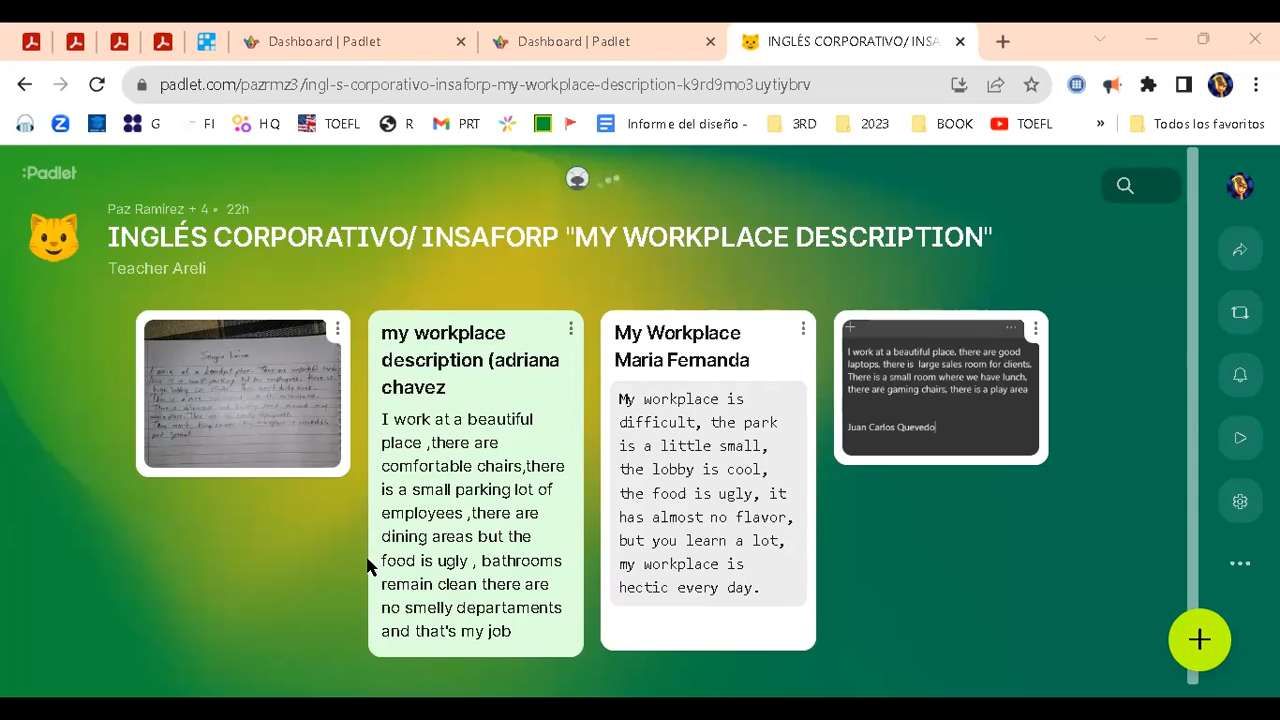 Dashboard | Padlet
Dashboard | Padlet
INGLÉS CORPORATIVO/ INSA
padlet.com/pazrmz3/ingl-s-corporativo-insaforp-my-workplace-description-k9rd9mo3uytiybrv
G
FI
HQ
TOEFL
R
PRT
Informe del diseño -
3RD
2023
BOOK
TOEFL
»
Todos los favoritos
:Padlet
Paz Ramirez + 4 • 22h
INGLÉS CORPORATIVO/ INSAFORP "MY WORKPLACE DESCRIPTION"
Teacher Areli
my workplace
description (adriana
chavez
I work at a beautiful
place ,there are
comfortable chairs,there
is a small parking lot of
employees ,there are
dining areas but the
food is ugly , bathrooms
remain clean there are
no smelly departaments
and that's my job
My Workplace
Maria Fernanda
My workplace is
difficult, the park
is a little small,
the lobby is cool,
the food is ugly, it
has almost no flavor,
but you learn a lot,
my workplace is
hectic every day.
I work at a beautiful place. there are good
laptops, there is large sales room for clients.
There is a small room where we have lunch,
there are gaming chairs, there is a play area
Juan Carlos Quevedo